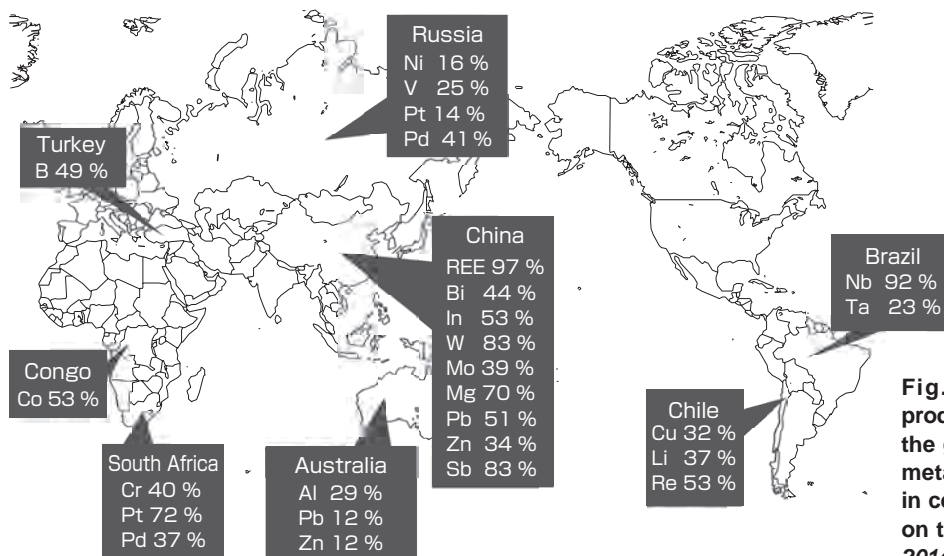 Russia
Ni 16 %
V 25 %
Pt 14 %
Pd 41 %
Turkey
B 49 %
China
REE 97 %
Bi 44 %
In 53 %
W 83 %
Mo 39 %
Mg 70 %
Pb 51 %
Zn 34 %
Sb 83 %
Brazil
Nb 92 %
Ta 23 %
Congo
Co 53 %
South Africa
Cr 40 %
Pt 72 %
Pd 37 %
Australia
Al 29 %
Pb 12 %
Zn 12 %
Chile
Cu 32 %
Li 37 %
Re 53 %
Fig.
prod
the
meta
in co
on t